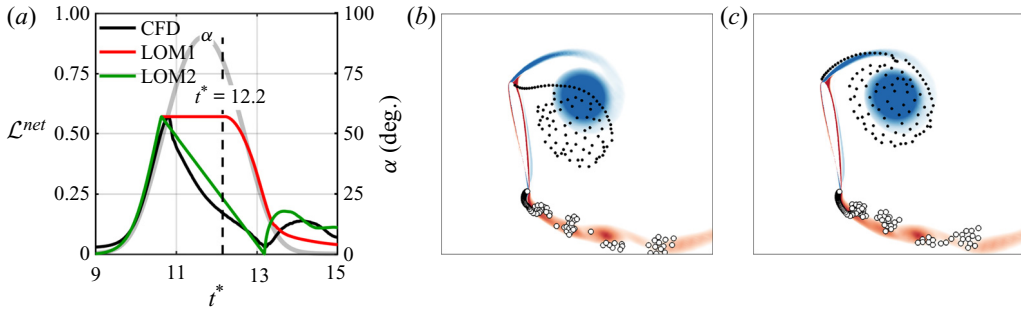 (a)
(b)
(c)
1.00
0.75
0.50
0.25
0
ℒ^net
CFD
LOM1
LOM2
α
t* = 12.2
100
75
50
25
0
α (deg.)
9
11
13
15
t*